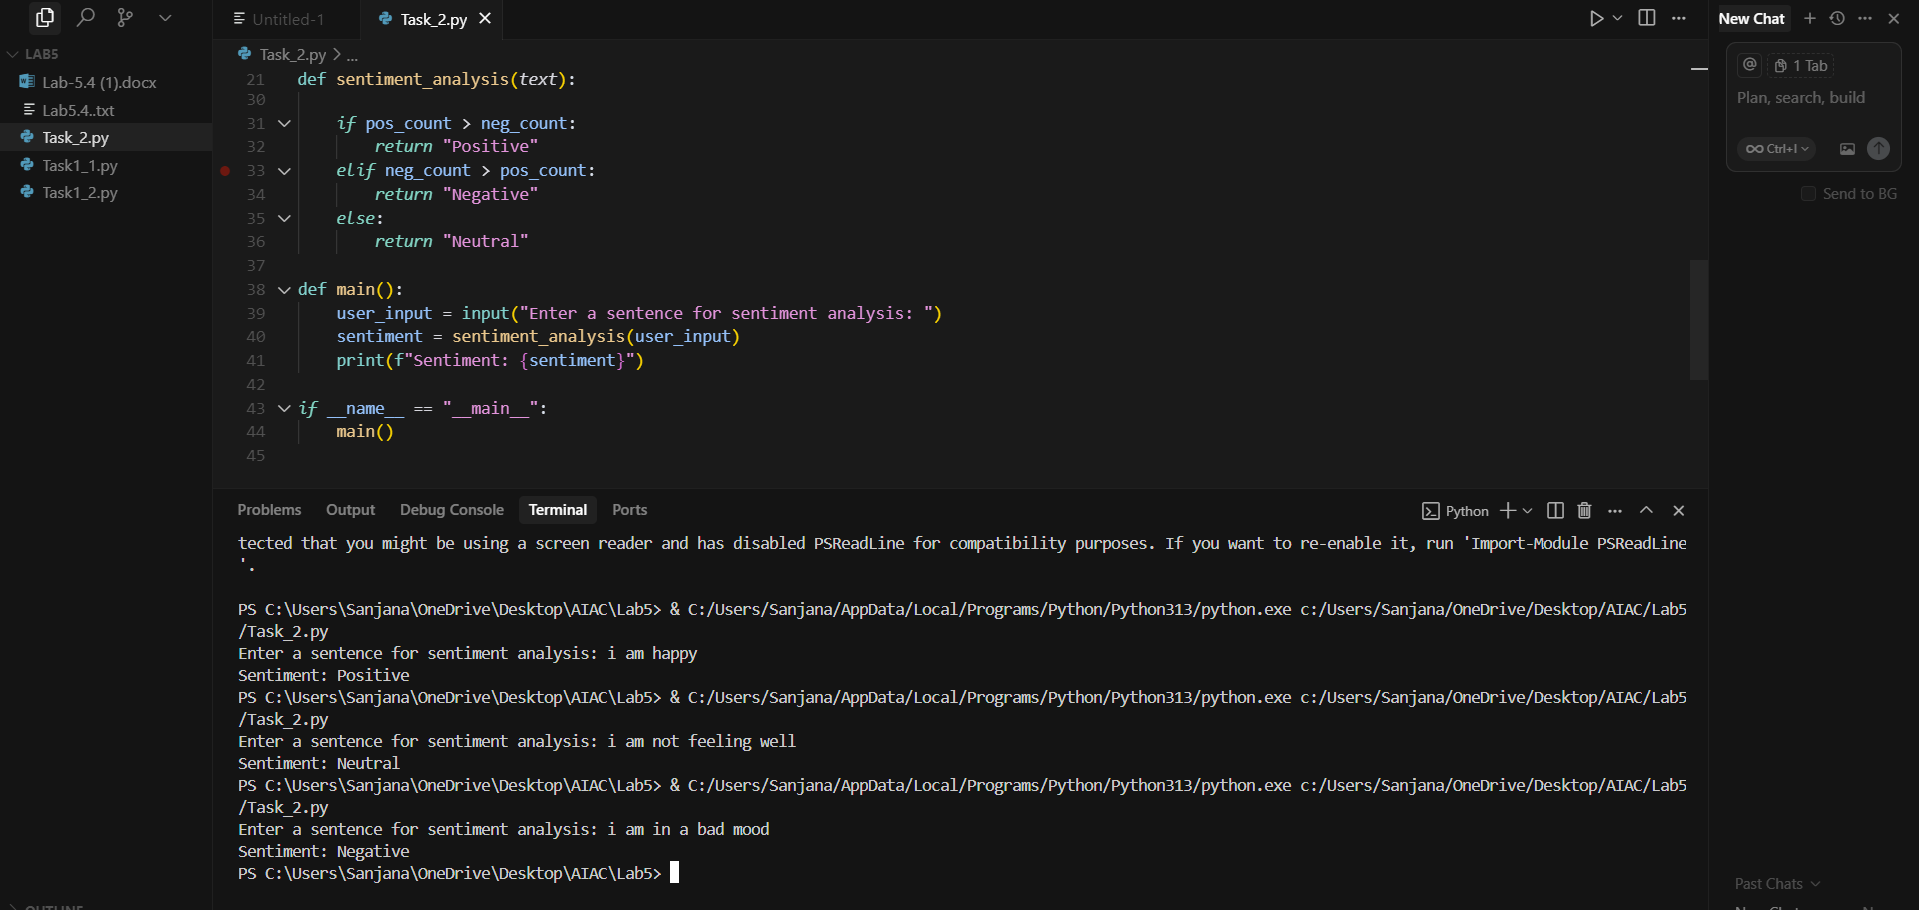 Untitled-1
Task_2.py
New Chat
LAB5
Lab-5.4 (1).docx
Lab5.4..txt
Task_2.py
Task1_1.py
Task1_2.py
Task_2.py > ...
21 def sentiment_analysis(text):
30
31 if pos_count > neg_count:
32 return "Positive"
33 elif neg_count > pos_count:
34 return "Negative"
35 else:
36 return "Neutral"
37
38 def main():
39 user_input = input("Enter a sentence for sentiment analysis: ")
40 sentiment = sentiment_analysis(user_input)
41 print(f"Sentiment: {sentiment}")
42
43 if __name__ == "__main__":
44 main()
45
@ 1 Tab
Plan, search, build
∞ Ctrl+I
Send to BG
Problems Output Debug Console Terminal Ports
Python
tected that you might be using a screen reader and has disabled PSReadLine for compatibility purposes. If you want to re-enable it, run 'Import-Module PSReadLine
'.
PS C:\Users\Sanjana\OneDrive\Desktop\AIAC\Lab5> & C:/Users/Sanjana/AppData/Local/Programs/Python/Python313/python.exe c:/Users/Sanjana/OneDrive/Desktop/AIAC/Lab5
/Task_2.py
Enter a sentence for sentiment analysis: i am happy
Sentiment: Positive
PS C:\Users\Sanjana\OneDrive\Desktop\AIAC\Lab5> & C:/Users/Sanjana/AppData/Local/Programs/Python/Python313/python.exe c:/Users/Sanjana/OneDrive/Desktop/AIAC/Lab5
/Task_2.py
Enter a sentence for sentiment analysis: i am not feeling well
Sentiment: Neutral
PS C:\Users\Sanjana\OneDrive\Desktop\AIAC\Lab5> & C:/Users/Sanjana/AppData/Local/Programs/Python/Python313/python.exe c:/Users/Sanjana/OneDrive/Desktop/AIAC/Lab5
/Task_2.py
Enter a sentence for sentiment analysis: i am in a bad mood
Sentiment: Negative
PS C:\Users\Sanjana\OneDrive\Desktop\AIAC\Lab5>
Past Chats
OUTLINE